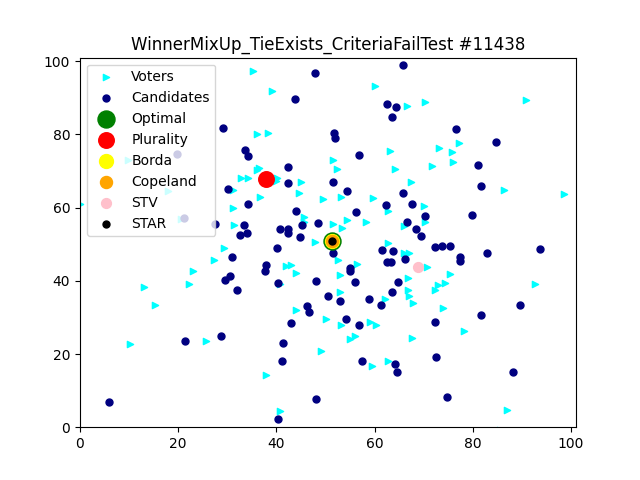 WinnerMixUp_TieExists_CriteriaFailTest #11438
100
80
60
40
20
0
Voters
Candidates
Optimal
Plurality
Borda
Copeland
STV
STAR
0 20 40 60 80 100